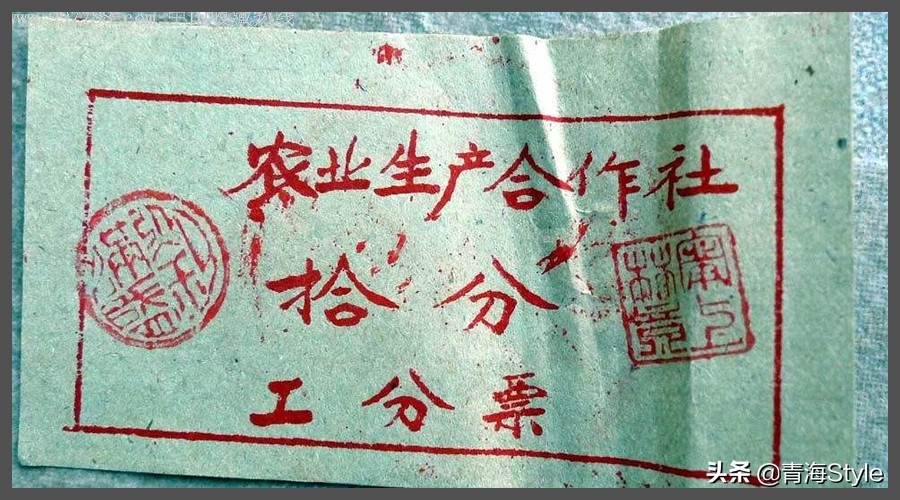 农业生产合作社
拾分
工分票
头条 @青海Style